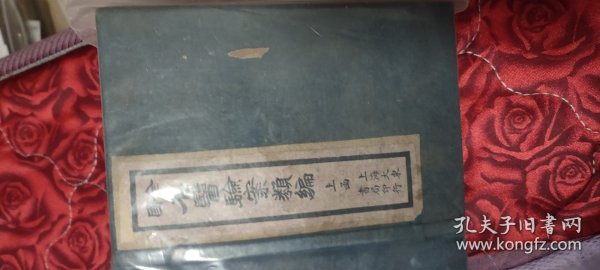 名醫驗案類編
上函
上海大東
書局印行
孔夫子旧书网
www.kongfz.com